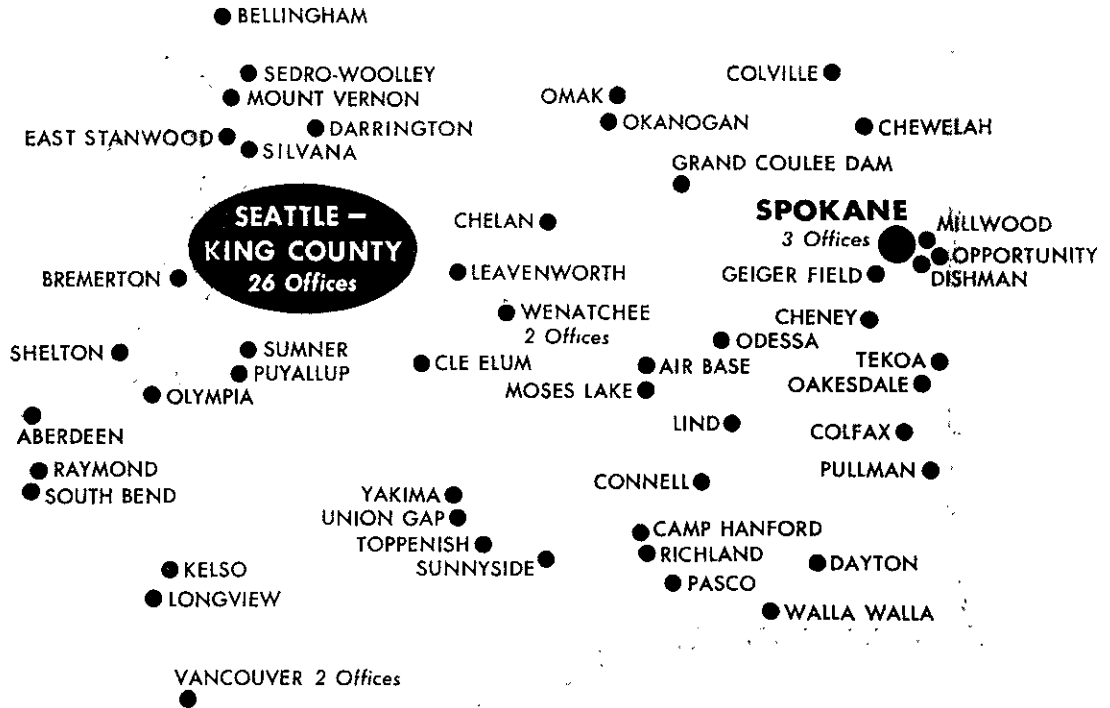 BELLINGHAM
SEDRO-WOOLLEY
COLVILLE
MOUNT VERNON
OMAK
EAST STANWOOD
DARRINGTON
OKANOGAN
CHEWELAH
SILVANA
GRAND COULEE DAM
SEATTLE –
KING COUNTY
26 Offices
CHELAN
SPOKANE
3 Offices
MILLWOOD
OPPORTUNITY
DISHMAN
BREMERTON
LEAVENWORTH
GEIGER FIELD
WENATCHEE
2 Offices
CHENEY
ODESSA
SHELTON
SUMNER
CLE ELUM
AIR BASE
TEKOA
PUYALLUP
MOSES LAKE
OAKESDALE
OLYMPIA
ABERDEEN
LIND
COLFAX
RAYMOND
PULLMAN
SOUTH BEND
YAKIMA
CONNELL
UNION GAP
CAMP HANFORD
TOPPENISH
RICHLAND
SUNNYSIDE
DAYTON
KELSO
PASCO
LONGVIEW
WALLA WALLA
VANCOUVER 2 Offices